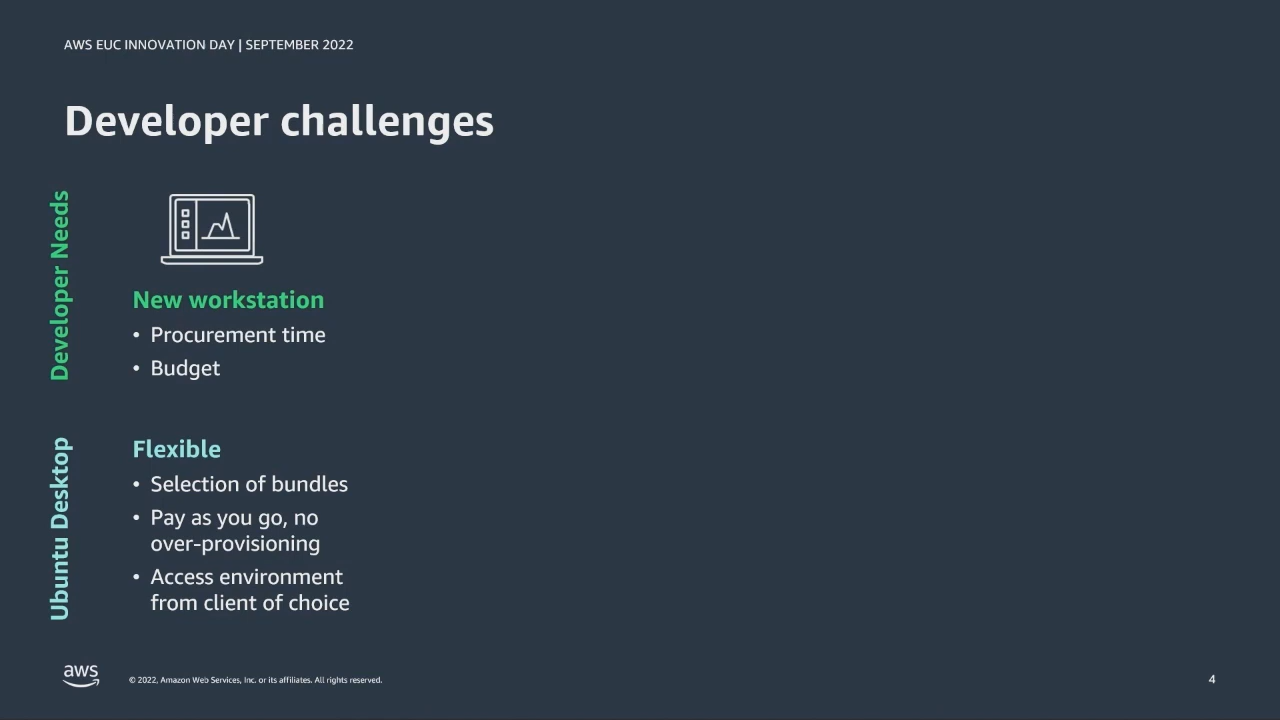 AWS EUC INNOVATION DAY | SEPTEMBER 2022
Developer challenges
Developer Needs
New workstation
• Procurement time
• Budget
Ubuntu Desktop
Flexible
• Selection of bundles
• Pay as you go, no
over-provisioning
• Access environment
from client of choice
aws
© 2022, Amazon Web Services, Inc. or its affiliates. All rights reserved.
4